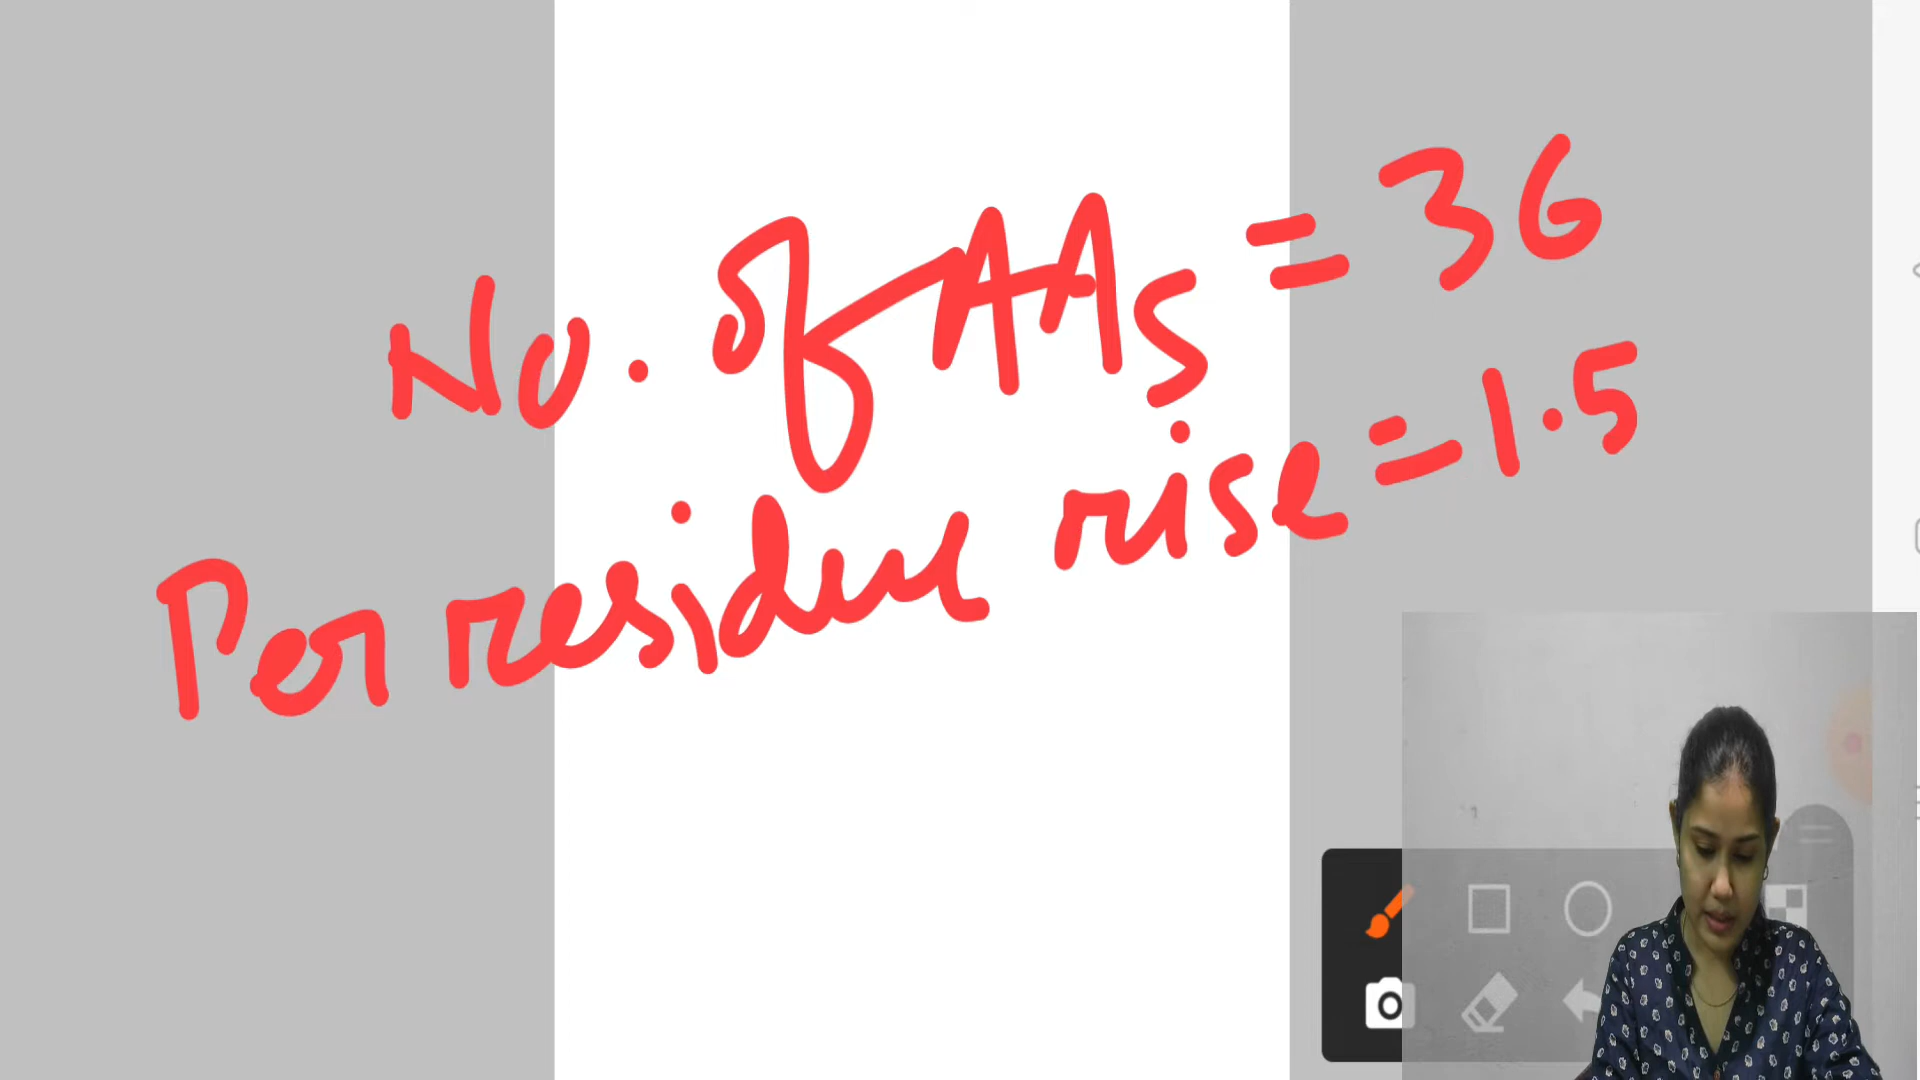 No. of AAs = 36
Per residue rise = 1.5